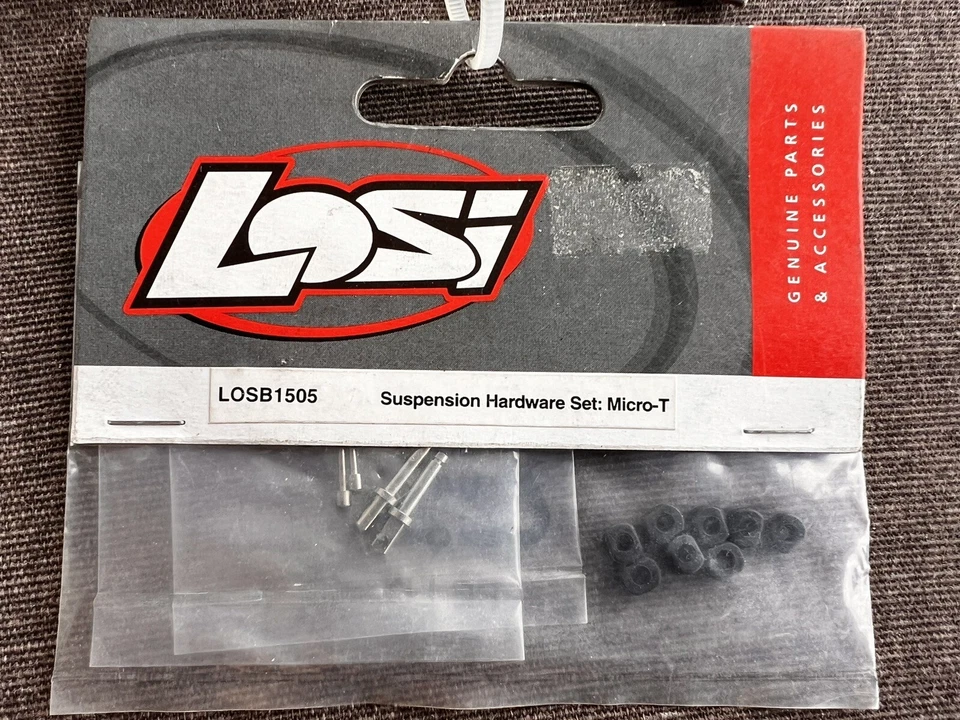 GENUINE PARTS
& ACCESSORIES
LOSi
LOSB1505 Suspension Hardware Set: Micro-T